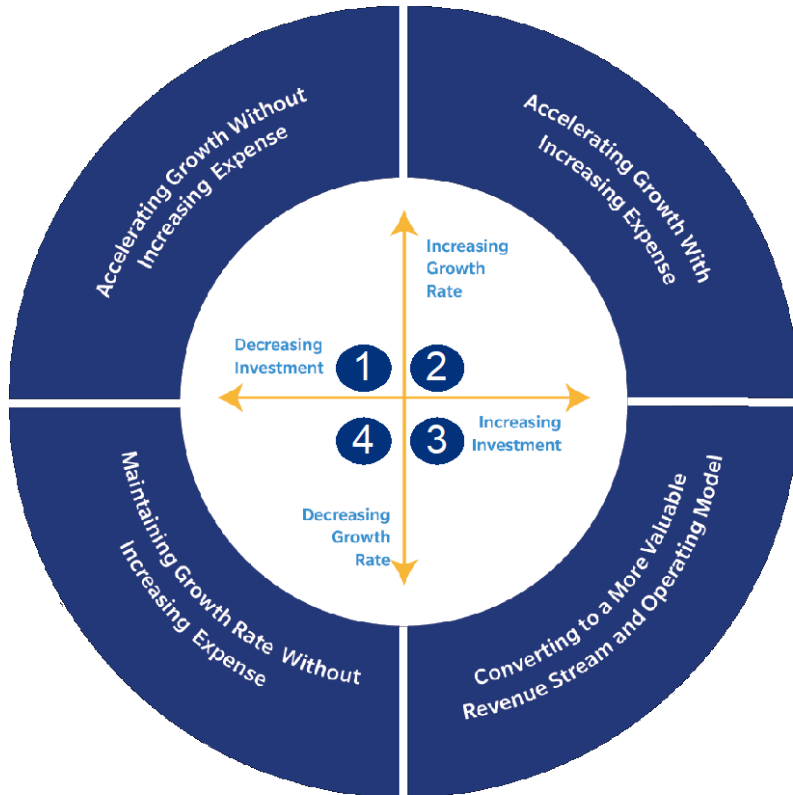 Accelerating Growth Without
Increasing Expense
Accelerating Growth With
Increasing Expense
Increasing
Growth
Rate
Decreasing
Investment
1
2
4
3
Increasing
Investment
Decreasing
Growth
Rate
Maintaining Growth Rate Without
Increasing Expense
Converting to a More Valuable
Revenue Stream and Operating Model